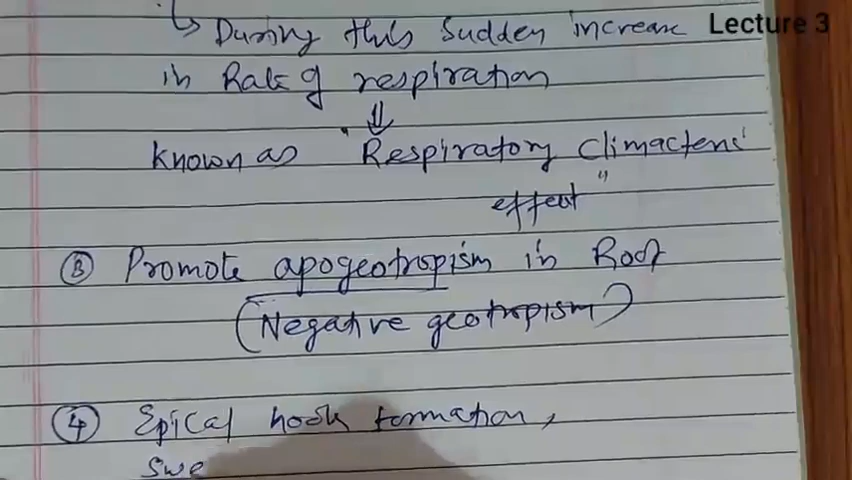 Lecture 3
↳ During this sudden increase
in Rate of respiration
⇓
known as "Respiratory climacteric
effect"
③ Promote apogeotropism in Root
(Negative geotropism)
④ Epical hook formation,
swe